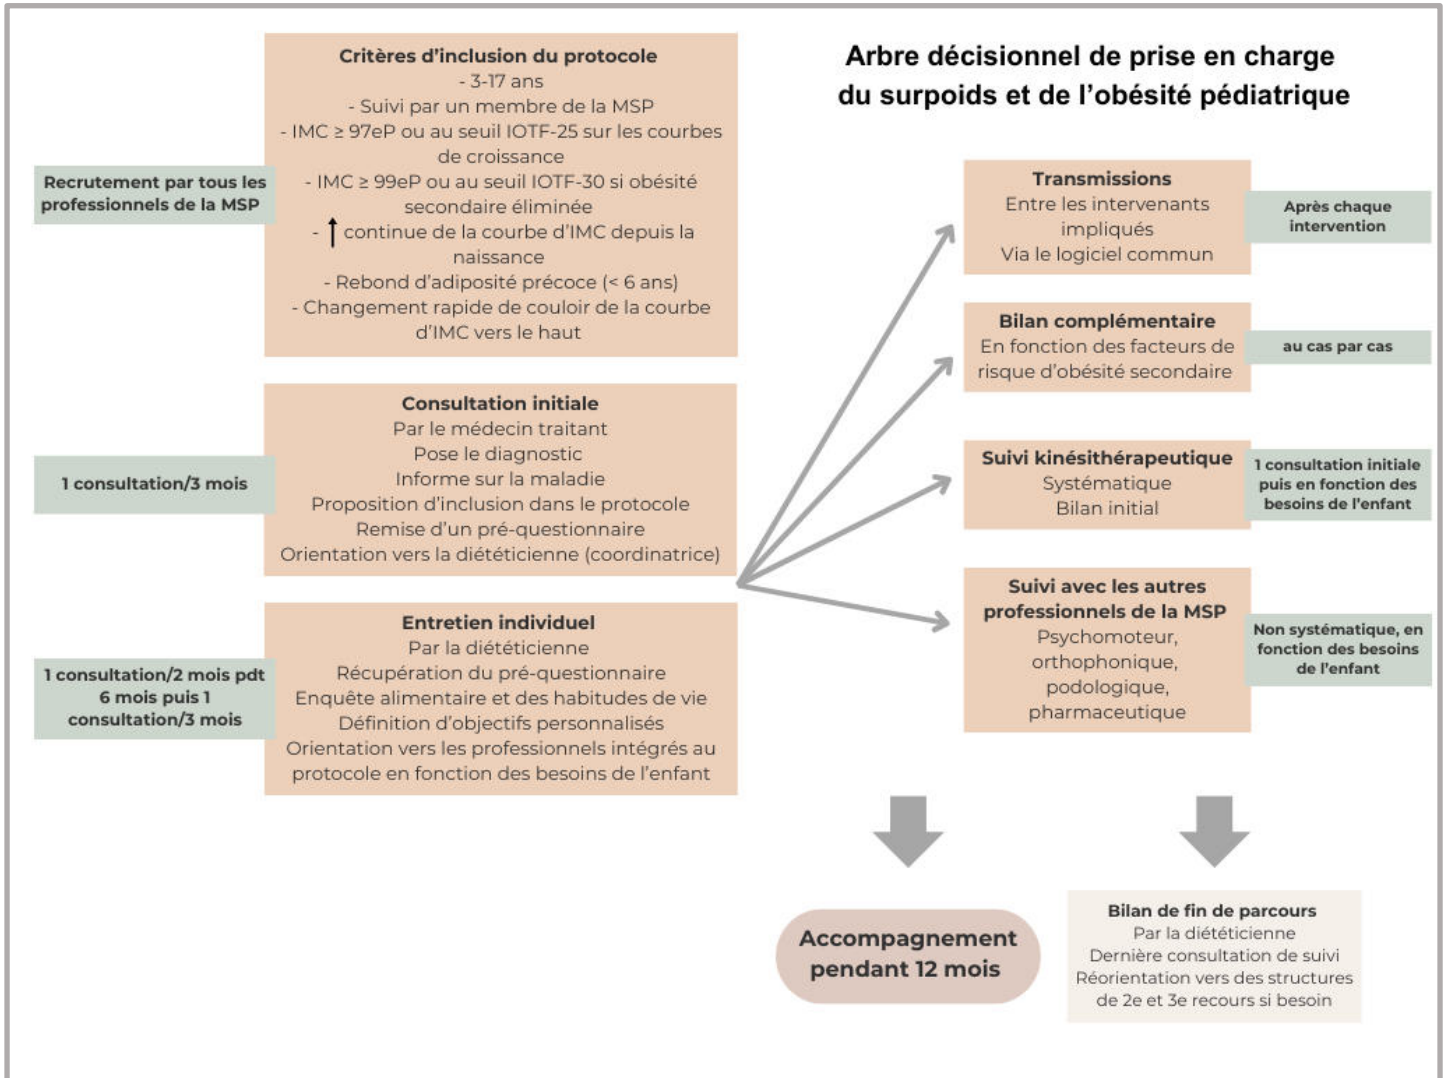 Arbre décisionnel de prise en charge
du surpoids et de l'obésité pédiatrique
Recrutement par tous les
professionnels de la MSP
Critères d'inclusion du protocole
- 3-17 ans
- Suivi par un membre de la MSP
- IMC ≥ 97eP ou au seuil IOTF-25 sur les courbes
de croissance
- IMC ≥ 99eP ou au seuil IOTF-30 si obésité
secondaire éliminée
- ↑ continue de la courbe d'IMC depuis la
naissance
- Rebond d'adiposité précoce (< 6 ans)
- Changement rapide de couloir de la courbe
d'IMC vers le haut
1 consultation/3 mois
Consultation initiale
Par le médecin traitant
Pose le diagnostic
Informe sur la maladie
Proposition d'inclusion dans le protocole
Remise d'un pré-questionnaire
Orientation vers la diététicienne (coordinatrice)
1 consultation/2 mois pdt
6 mois puis 1
consultation/3 mois
Entretien individuel
Par la diététicienne
Récupération du pré-questionnaire
Enquête alimentaire et des habitudes de vie
Définition d'objectifs personnalisés
Orientation vers les professionnels intégrés au
protocole en fonction des besoins de l'enfant
Transmissions
Entre les intervenants
impliqués
Via le logiciel commun
Après chaque
intervention
Bilan complémentaire
En fonction des facteurs de
risque d'obésité secondaire
au cas par cas
Suivi kinésithérapeutique
Systématique
Bilan initial
1 consultation initiale
puis en fonction des
besoins de l'enfant
Suivi avec les autres
professionnels de la MSP
Psychomoteur,
orthophonique,
podologique,
pharmaceutique
Non systématique, en
fonction des besoins
de l'enfant
Accompagnement
pendant 12 mois
Bilan de fin de parcours
Par la diététicienne
Dernière consultation de suivi
Réorientation vers des structures
de 2e et 3e recours si besoin